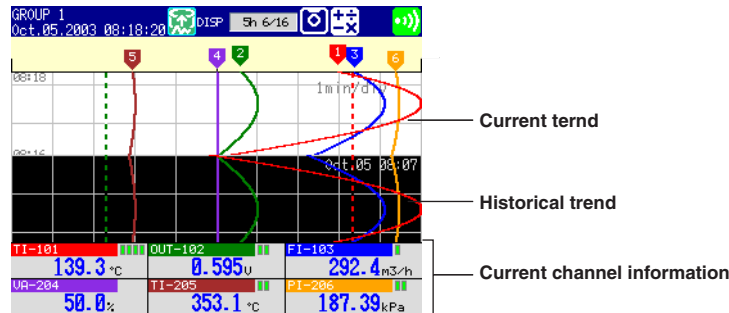 GROUP 1
Oct.05.2003 08:18:20 DISP 5h 6/16
5 4 2 1 3 6
08:18
1min/div
Current ternd
08:16
Oct.05 08:07
Historical trend
TI-101 OUT-102 FI-103
139.3 °C 0.595 V 292.4 m3/h
Current channel information
VA-204 TI-205 PI-206
50.0 % 353.1 °C 187.39 kPa